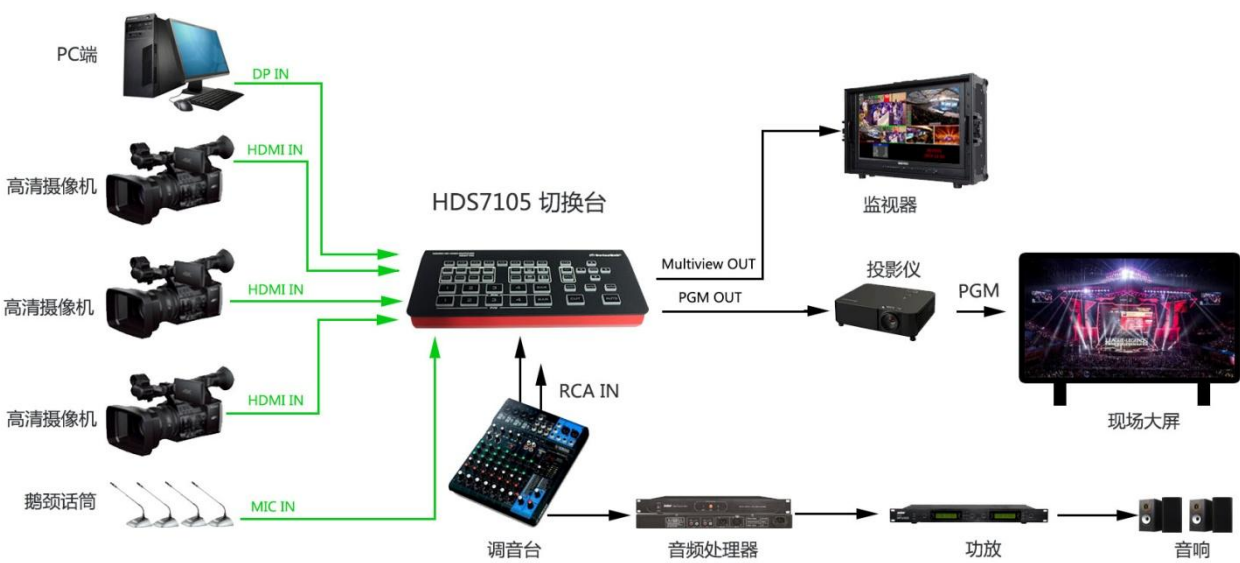 PC端
DP IN
高清摄像机
HDMI IN
高清摄像机
HDMI IN
高清摄像机
HDMI IN
鹅颈话筒
MIC IN
HDS7105 切换台
RCA IN
调音台
Multiview OUT
PGM OUT
监视器
投影仪
PGM
现场大屏
音频处理器
功放
音响